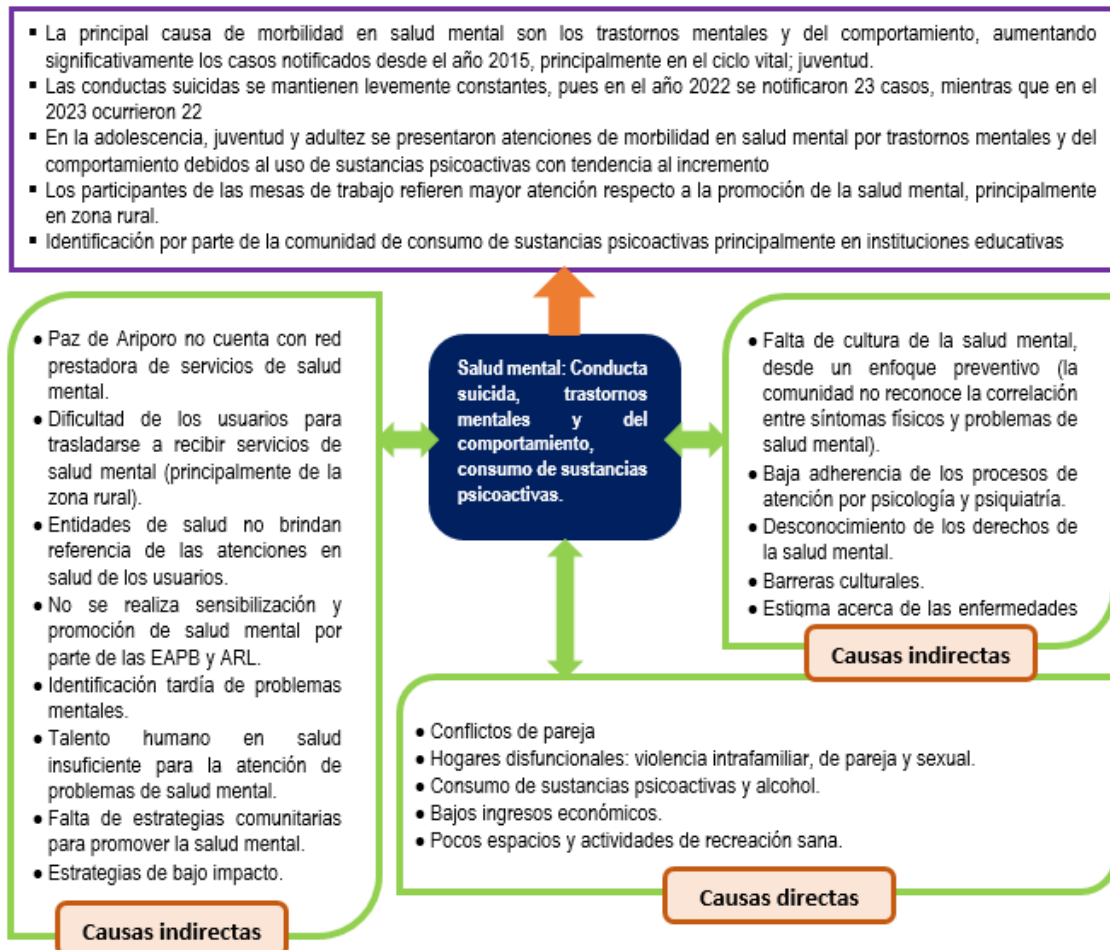 ▪ La principal causa de morbilidad en salud mental son los trastornos mentales y del comportamiento, aumentando
significativamente los casos notificados desde el año 2015, principalmente en el ciclo vital; juventud.
▪ Las conductas suicidas se mantienen levemente constantes, pues en el año 2022 se notificaron 23 casos, mientras que en el
2023 ocurrieron 22
▪ En la adolescencia, juventud y adultez se presentaron atenciones de morbilidad en salud mental por trastornos mentales y del
comportamiento debidos al uso de sustancias psicoactivas con tendencia al incremento
▪ Los participantes de las mesas de trabajo refieren mayor atención respecto a la promoción de la salud mental, principalmente
en zona rural.
▪ Identificación por parte de la comunidad de consumo de sustancias psicoactivas principalmente en instituciones educativas
● Paz de Ariporo no cuenta con red
prestadora de servicios de salud
mental.
● Dificultad de los usuarios para
trasladarse a recibir servicios de
salud mental (principalmente de la
zona rural).
● Entidades de salud no brindan
referencia de las atenciones en
salud de los usuarios.
● No se realiza sensibilización y
promoción de salud mental por
parte de las EAPB y ARL.
● Identificación tardía de problemas
mentales.
● Talento humano en salud
insuficiente para la atención de
problemas de salud mental.
● Falta de estrategias comunitarias
para promover la salud mental.
● Estrategias de bajo impacto.
Causas indirectas
Salud mental: Conducta
suicida, trastornos
mentales y del
comportamiento,
consumo de sustancias
psicoactivas.
● Falta de cultura de la salud mental,
desde un enfoque preventivo (la
comunidad no reconoce la correlación
entre síntomas físicos y problemas de
salud mental).
● Baja adherencia de los procesos de
atención por psicología y psiquiatría.
● Desconocimiento de los derechos de
la salud mental.
● Barreras culturales.
● Estigma acerca de las enfermedades
Causas indirectas
● Conflictos de pareja
● Hogares disfuncionales: violencia intrafamiliar, de pareja y sexual.
● Consumo de sustancias psicoactivas y alcohol.
● Bajos ingresos económicos.
● Pocos espacios y actividades de recreación sana.
Causas directas